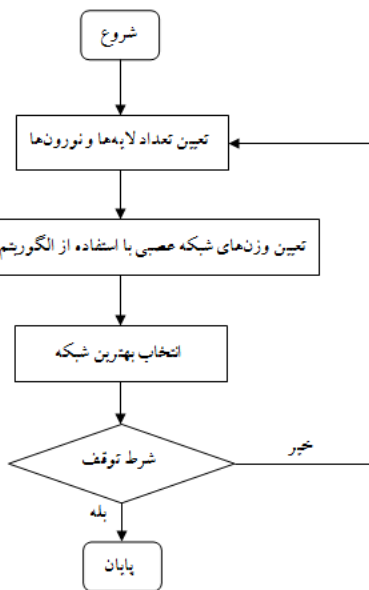 شروع
تعیین تعداد لایه‌ها و نورون‌ها
تعیین وزن‌های شبکه عصبی با استفاده از الگوریتم
انتخاب بهترین شبکه
شرط توقف
خیر
بله
پایان